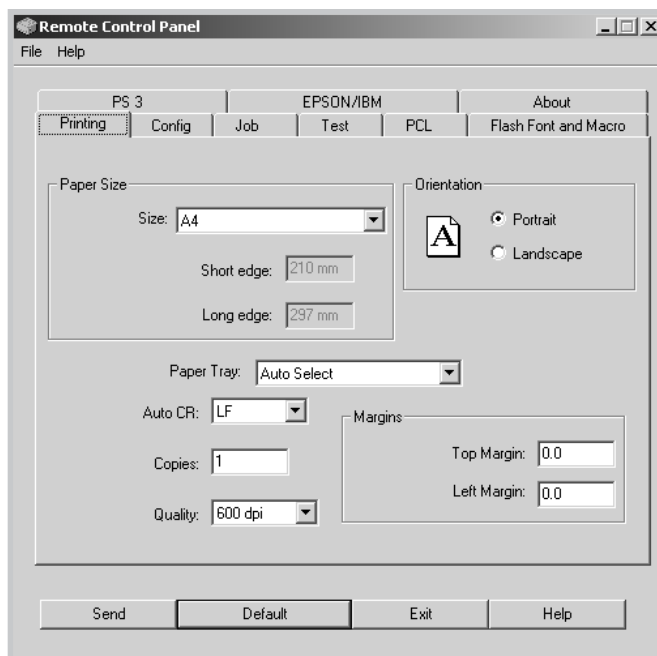 Remote Control Panel
File Help
PS 3 EPSON/IBM About
Printing Config Job Test PCL Flash Font and Macro
Paper Size
Size: A4
Short edge: 210 mm
Long edge: 297 mm
Orientation
A
Portrait
Landscape
Paper Tray: Auto Select
Auto CR: LF
Copies: 1
Quality: 600 dpi
Margins
Top Margin: 0.0
Left Margin: 0.0
Send Default Exit Help